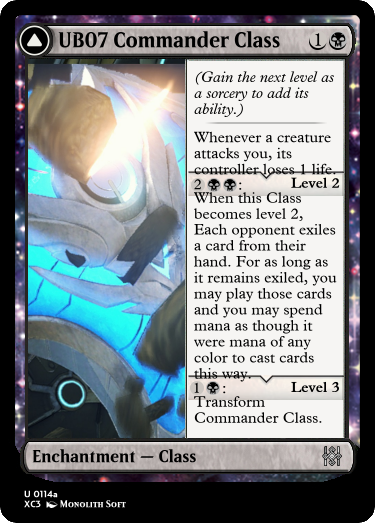 UB07 Commander Class 1
(Gain the next level as
a sorcery to add its
ability.)
Whenever a creature
attacks you, its
controller loses 1 life.
2 : Level 2
When this Class
becomes level 2,
Each opponent exiles
a card from their
hand. For as long as
it remains exiled, you
may play those cards
and you may spend
mana as though it
were mana of any
color to cast cards
this way.
1 : Level 3
Transform
Commander Class.
Enchantment — Class
U 0114a
XC3 Monolith Soft